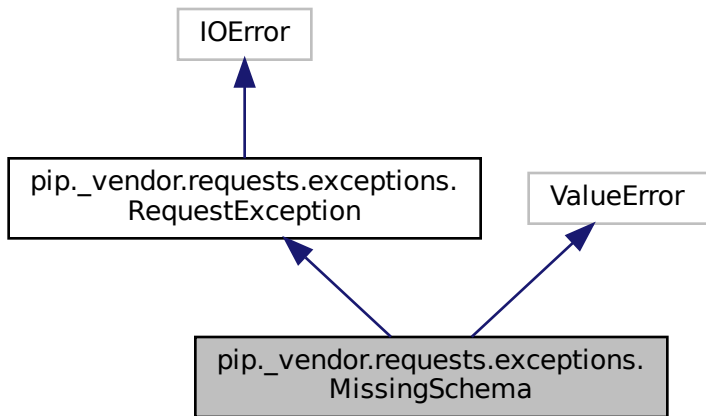 IOError
pip._vendor.requests.exceptions.
RequestException
ValueError
pip._vendor.requests.exceptions.
MissingSchema